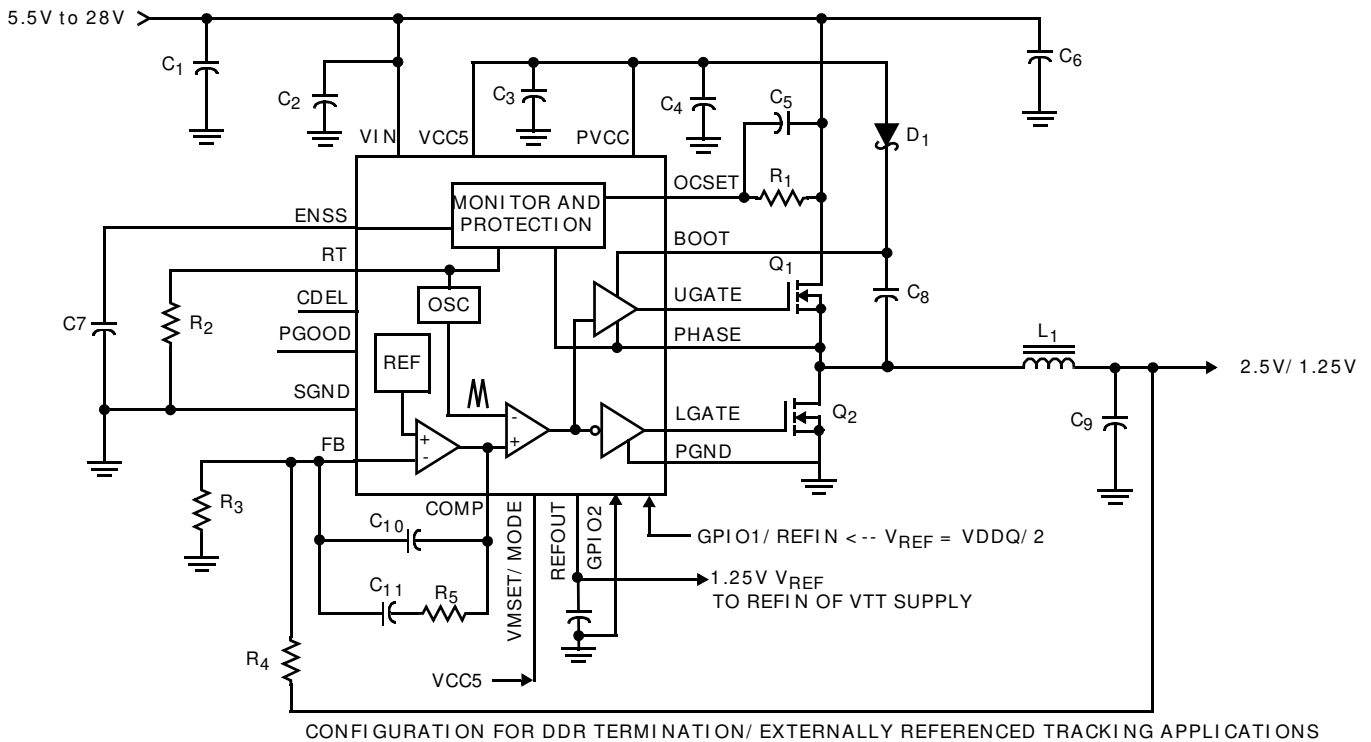 5.5V to 28V
C1
C2
C3
C4
C5
C6
VIN
VCC5
PVCC
D1
OCSET
R1
MONITOR AND
PROTECTION
ENSS
BOOT
RT
Q1
OSC
UGATE
C8
CDEL
C7
R2
PGOOD
PHASE
L1
REF
2.5V/ 1.25V
SGND
LGATE
Q2
C9
-
+
FB
+
-
PGND
R3
COMP
VMSET/ MODE
REFOUT
GPIO2
C10
GPIO1/ REFIN < -- VREF = VDDQ/ 2
C11
R5
1.25V VREF
TO REFIN OF VTT SUPPLY
R4
VCC5
CONFIGURATION FOR DDR TERMINATION/ EXTERNALLY REFERENCED TRACKING APPLICATIONS